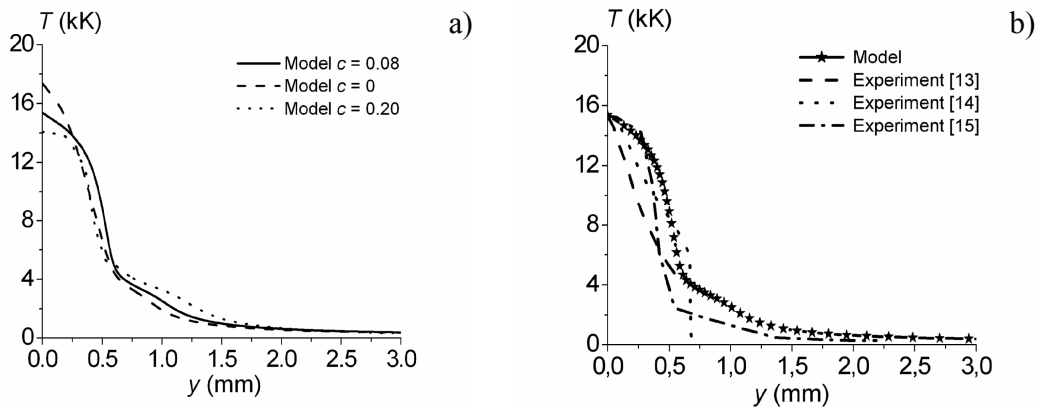 T (kK)
a)
20
16
12
8
4
0
0.0 0.5 1.0 1.5 2.0 2.5 3.0
y (mm)
Model c = 0.08
Model c = 0
Model c = 0.20
T (kK)
b)
20
16
12
8
4
0
0,0 0,5 1,0 1,5 2,0 2,5 3,0
y (mm)
Model
Experiment [13]
Experiment [14]
Experiment [15]